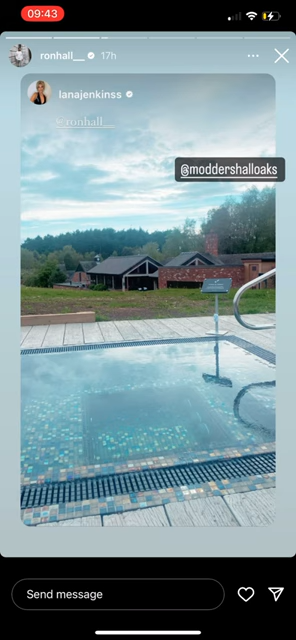 09:43
ronhall__ 17h
lanajenkinss
@ronhall__
@moddershalloaks
Send message